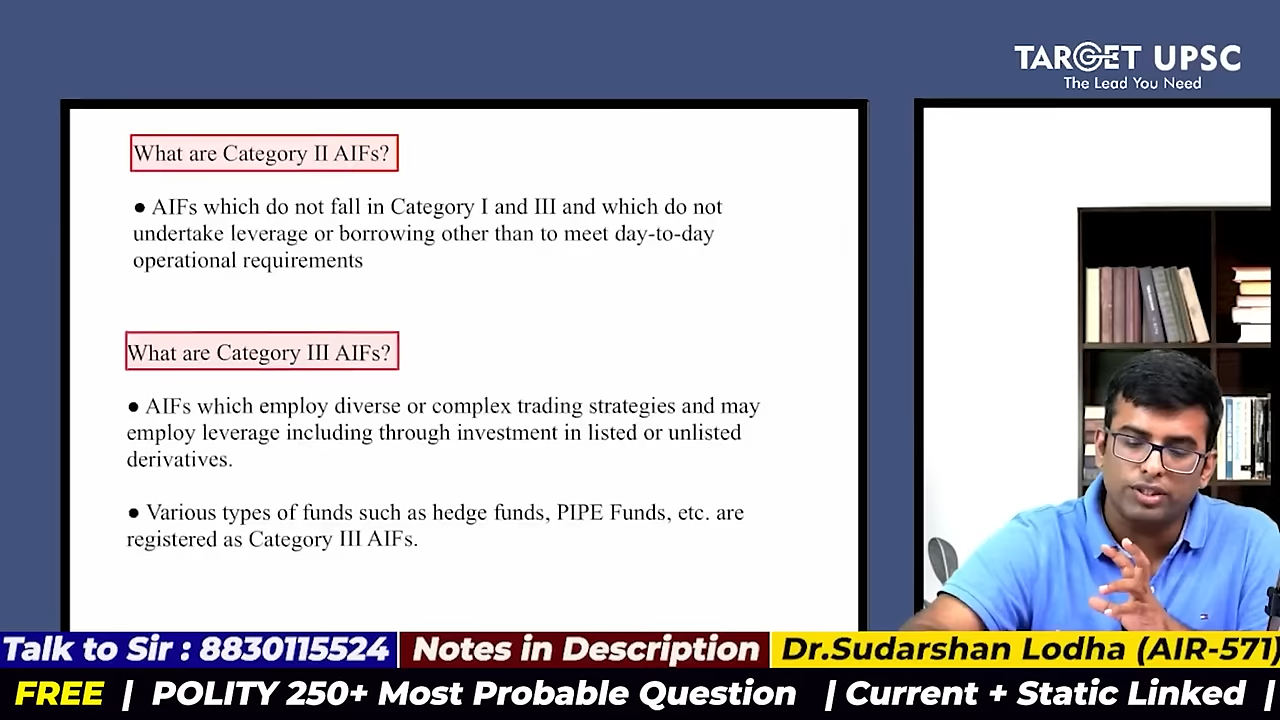 TARGET UPSC
The Lead You Need
What are Category II AIFs?
● AIFs which do not fall in Category I and III and which do not
undertake leverage or borrowing other than to meet day-to-day
operational requirements
What are Category III AIFs?
● AIFs which employ diverse or complex trading strategies and may
employ leverage including through investment in listed or unlisted
derivatives.
● Various types of funds such as hedge funds, PIPE Funds, etc. are
registered as Category III AIFs.
Talk to Sir : 8830115524 Notes in Description Dr.Sudarshan Lodha (AIR-571)
FREE | POLITY 250+ Most Probable Question | Current + Static Linked |